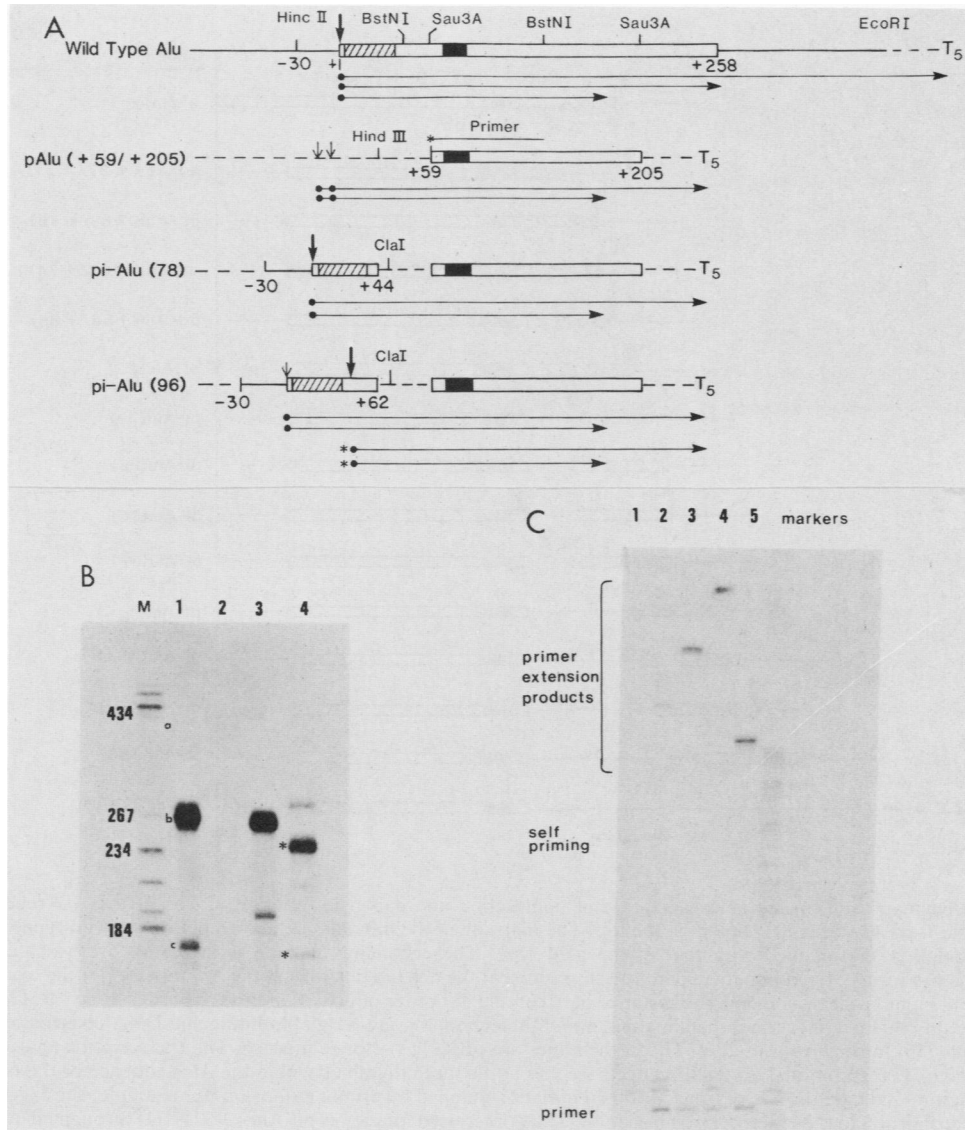 A
Hinc II BstNI Sau3A BstNI Sau3A EcoRI
Wild Type Alu T5
-30 + +258
Hind III * Primer
pAlu (+59/+205) T5
+59 +205
ClaI
pi-Alu (78) T5
-30 +44
ClaI
pi-Alu (96) T5
-30 +62
*
*
B
M 1 2 3 4
434
a
267
b
234
*
184
c
*
C
1 2 3 4 5 markers
primer
extension
products
self
priming
primer